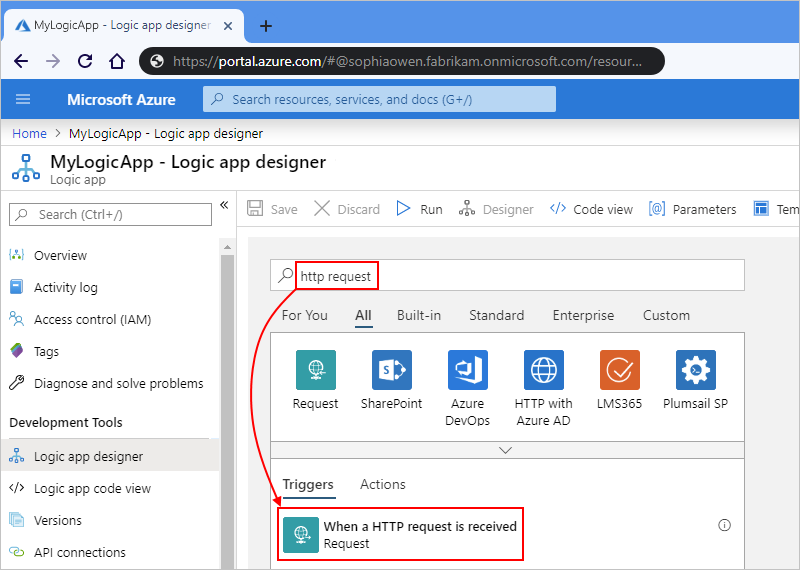 MyLogicApp - Logic app designer
https://portal.azure.com/#@sophiaowen.fabrikam.onmicrosoft.com/resour...
Microsoft Azure
Search resources, services, and docs (G+/)
Home > MyLogicApp - Logic app designer
MyLogicApp - Logic app designer
Logic app
Search (Ctrl+/)
«
Overview
Activity log
Access control (IAM)
Tags
Diagnose and solve problems
Development Tools
Logic app designer
Logic app code view
Versions
API connections
Save Discard Run Designer Code view Parameters Tem
http request
For You All Built-in Standard Enterprise Custom
Request SharePoint Azure DevOps HTTP with Azure AD LMS365 Plumsail SP
Triggers Actions
When a HTTP request is received
Request